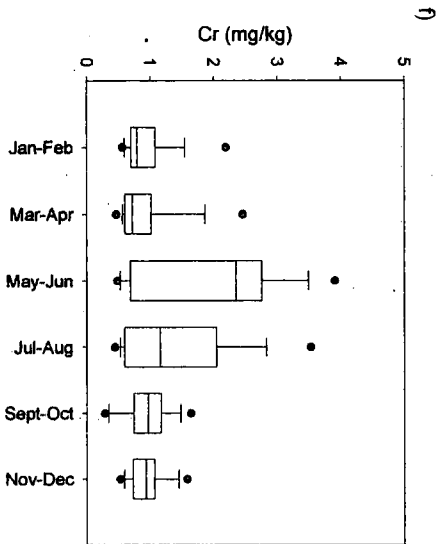 f)
Cr (mg/kg)
0
1
2
3
4
5
Jan-Feb
Mar-Apr
May-Jun
Jul-Aug
Sept-Oct
Nov-Dec